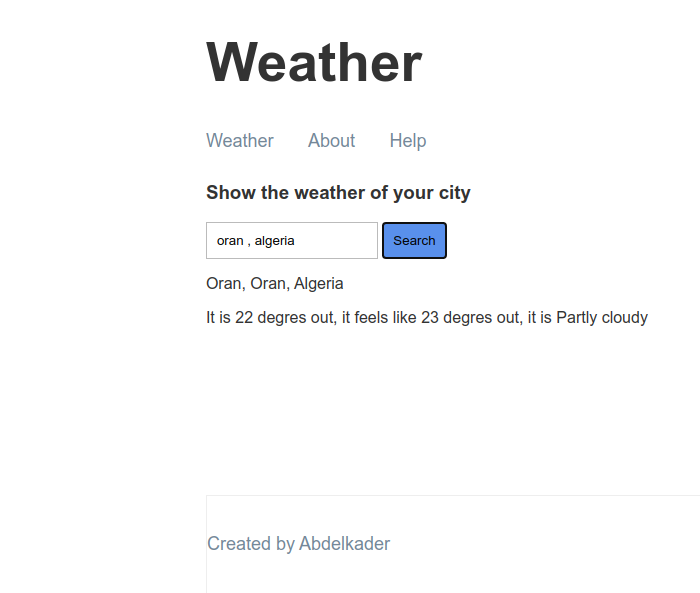 Weather
Weather About Help
Show the weather of your city
oran , algeria Search
Oran, Oran, Algeria
It is 22 degres out, it feels like 23 degres out, it is Partly cloudy
Created by Abdelkader